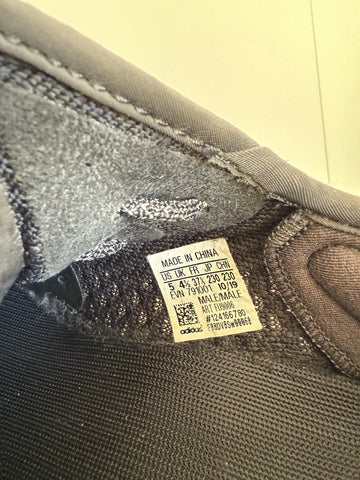 MADE IN CHINA
US UK FR JP CHN
5 4½ 37⅓ 230 230
EVN 791001 10/19
MALE/MALE
ART FU9006
#124166780
adidas